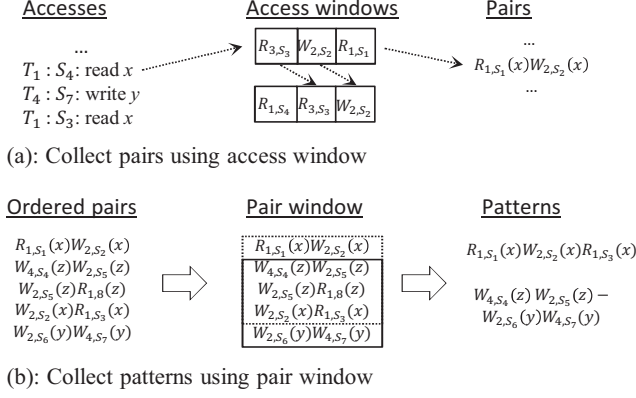 Accesses Access windows Pairs
...
T₁ : S₄: read x
T₄ : S₇: write y
T₁ : S₃: read x
R₃,S₃ W₂,S₂ R₁,S₁
R₁,S₄ R₃,S₃ W₂,S₂
...
R₁,S₁(x)W₂,S₂(x)
...
(a): Collect pairs using access window
Ordered pairs Pair window Patterns
R₁,S₁(x)W₂,S₂(x)
W₄,S₄(z)W₂,S₅(z)
W₂,S₅(z)R₁,₈(z)
W₂,S₂(x)R₁,S₃(x)
W₂,S₆(y)W₄,S₇(y)
R₁,S₁(x)W₂,S₂(x)
W₄,S₄(z)W₂,S₅(z)
W₂,S₅(z)R₁,₈(z)
W₂,S₂(x)R₁,S₃(x)
W₂,S₆(y)W₄,S₇(y)
R₁,S₁(x)W₂,S₂(x)R₁,S₃(x)
W₄,S₄(z) W₂,S₅(z) –
W₂,S₆(y)W₄,S₇(y)
(b): Collect patterns using pair window